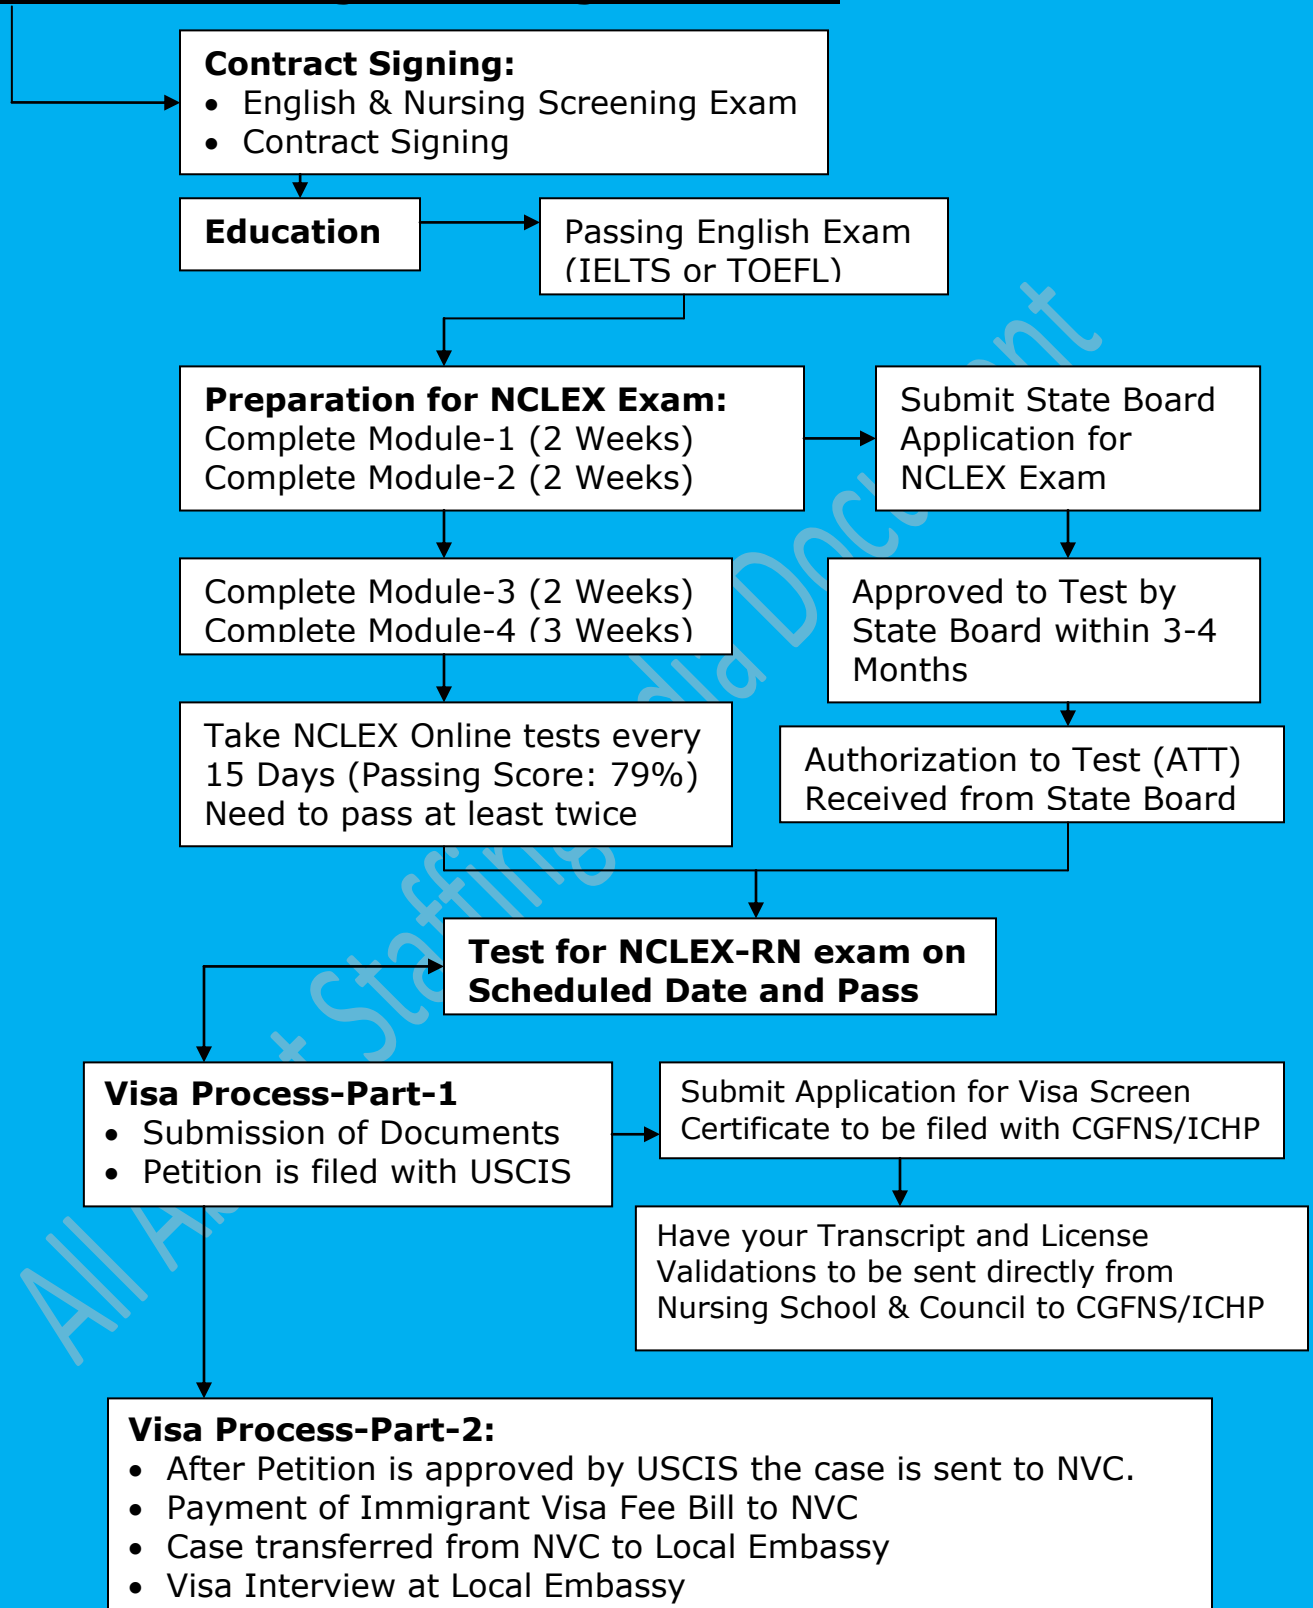 Contract Signing:
• English & Nursing Screening Exam
• Contract Signing
Education
Passing English Exam
(IELTS or TOEFL)
Preparation for NCLEX Exam:
Complete Module-1 (2 Weeks)
Complete Module-2 (2 Weeks)
Submit State Board
Application for
NCLEX Exam
Complete Module-3 (2 Weeks)
Complete Module-4 (3 Weeks)
Approved to Test by
State Board within 3-4
Months
Take NCLEX Online tests every
15 Days (Passing Score: 79%)
Need to pass at least twice
Authorization to Test (ATT)
Received from State Board
Test for NCLEX-RN exam on
Scheduled Date and Pass
Visa Process-Part-1
• Submission of Documents
• Petition is filed with USCIS
Submit Application for Visa Screen
Certificate to be filed with CGFNS/ICHP
Have your Transcript and License
Validations to be sent directly from
Nursing School & Council to CGFNS/ICHP
Visa Process-Part-2:
• After Petition is approved by USCIS the case is sent to NVC.
• Payment of Immigrant Visa Fee Bill to NVC
• Case transferred from NVC to Local Embassy
• Visa Interview at Local Embassy
All Staffing